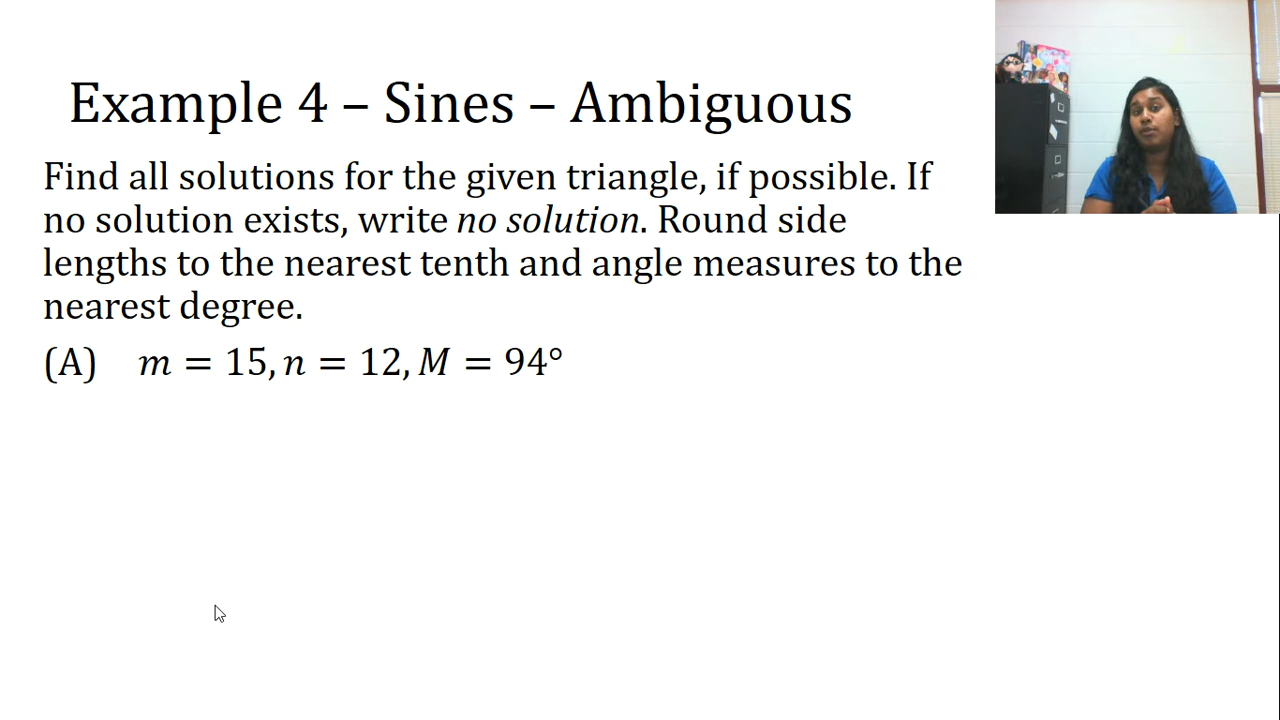 Example 4 – Sines – Ambiguous
Find all solutions for the given triangle, if possible. If
no solution exists, write no solution. Round side
lengths to the nearest tenth and angle measures to the
nearest degree.
(A) m = 15, n = 12, M = 94°